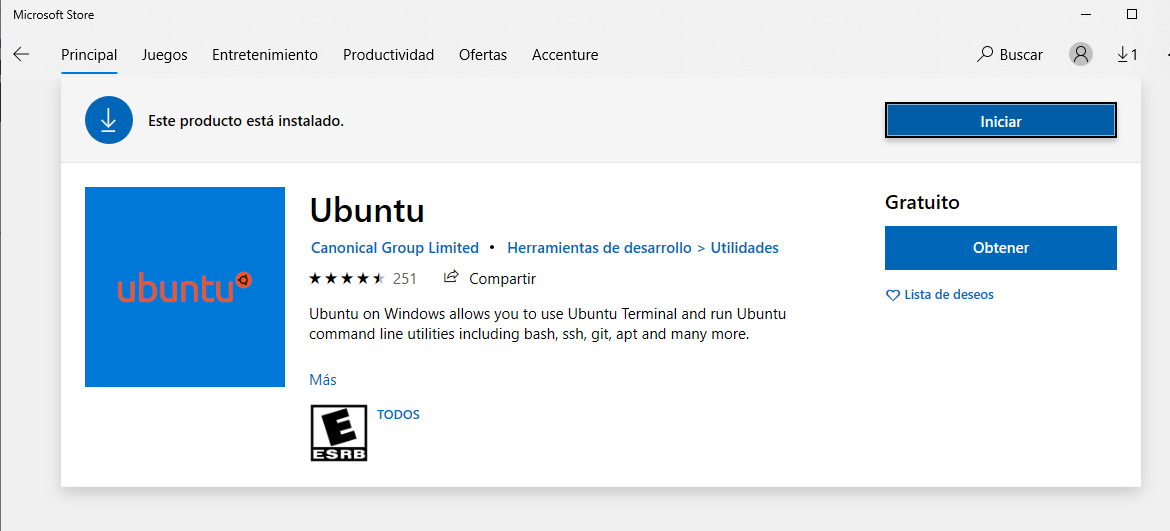 Microsoft Store
Principal Juegos Entretenimiento Productividad Ofertas Accenture Buscar 1
Este producto está instalado. Iniciar
ubuntu
Ubuntu
Canonical Group Limited • Herramientas de desarrollo > Utilidades
251 Compartir
Ubuntu on Windows allows you to use Ubuntu Terminal and run Ubuntu
command line utilities including bash, ssh, git, apt and many more.
Más
E
ESRB
TODOS
Gratuito
Obtener
Lista de deseos